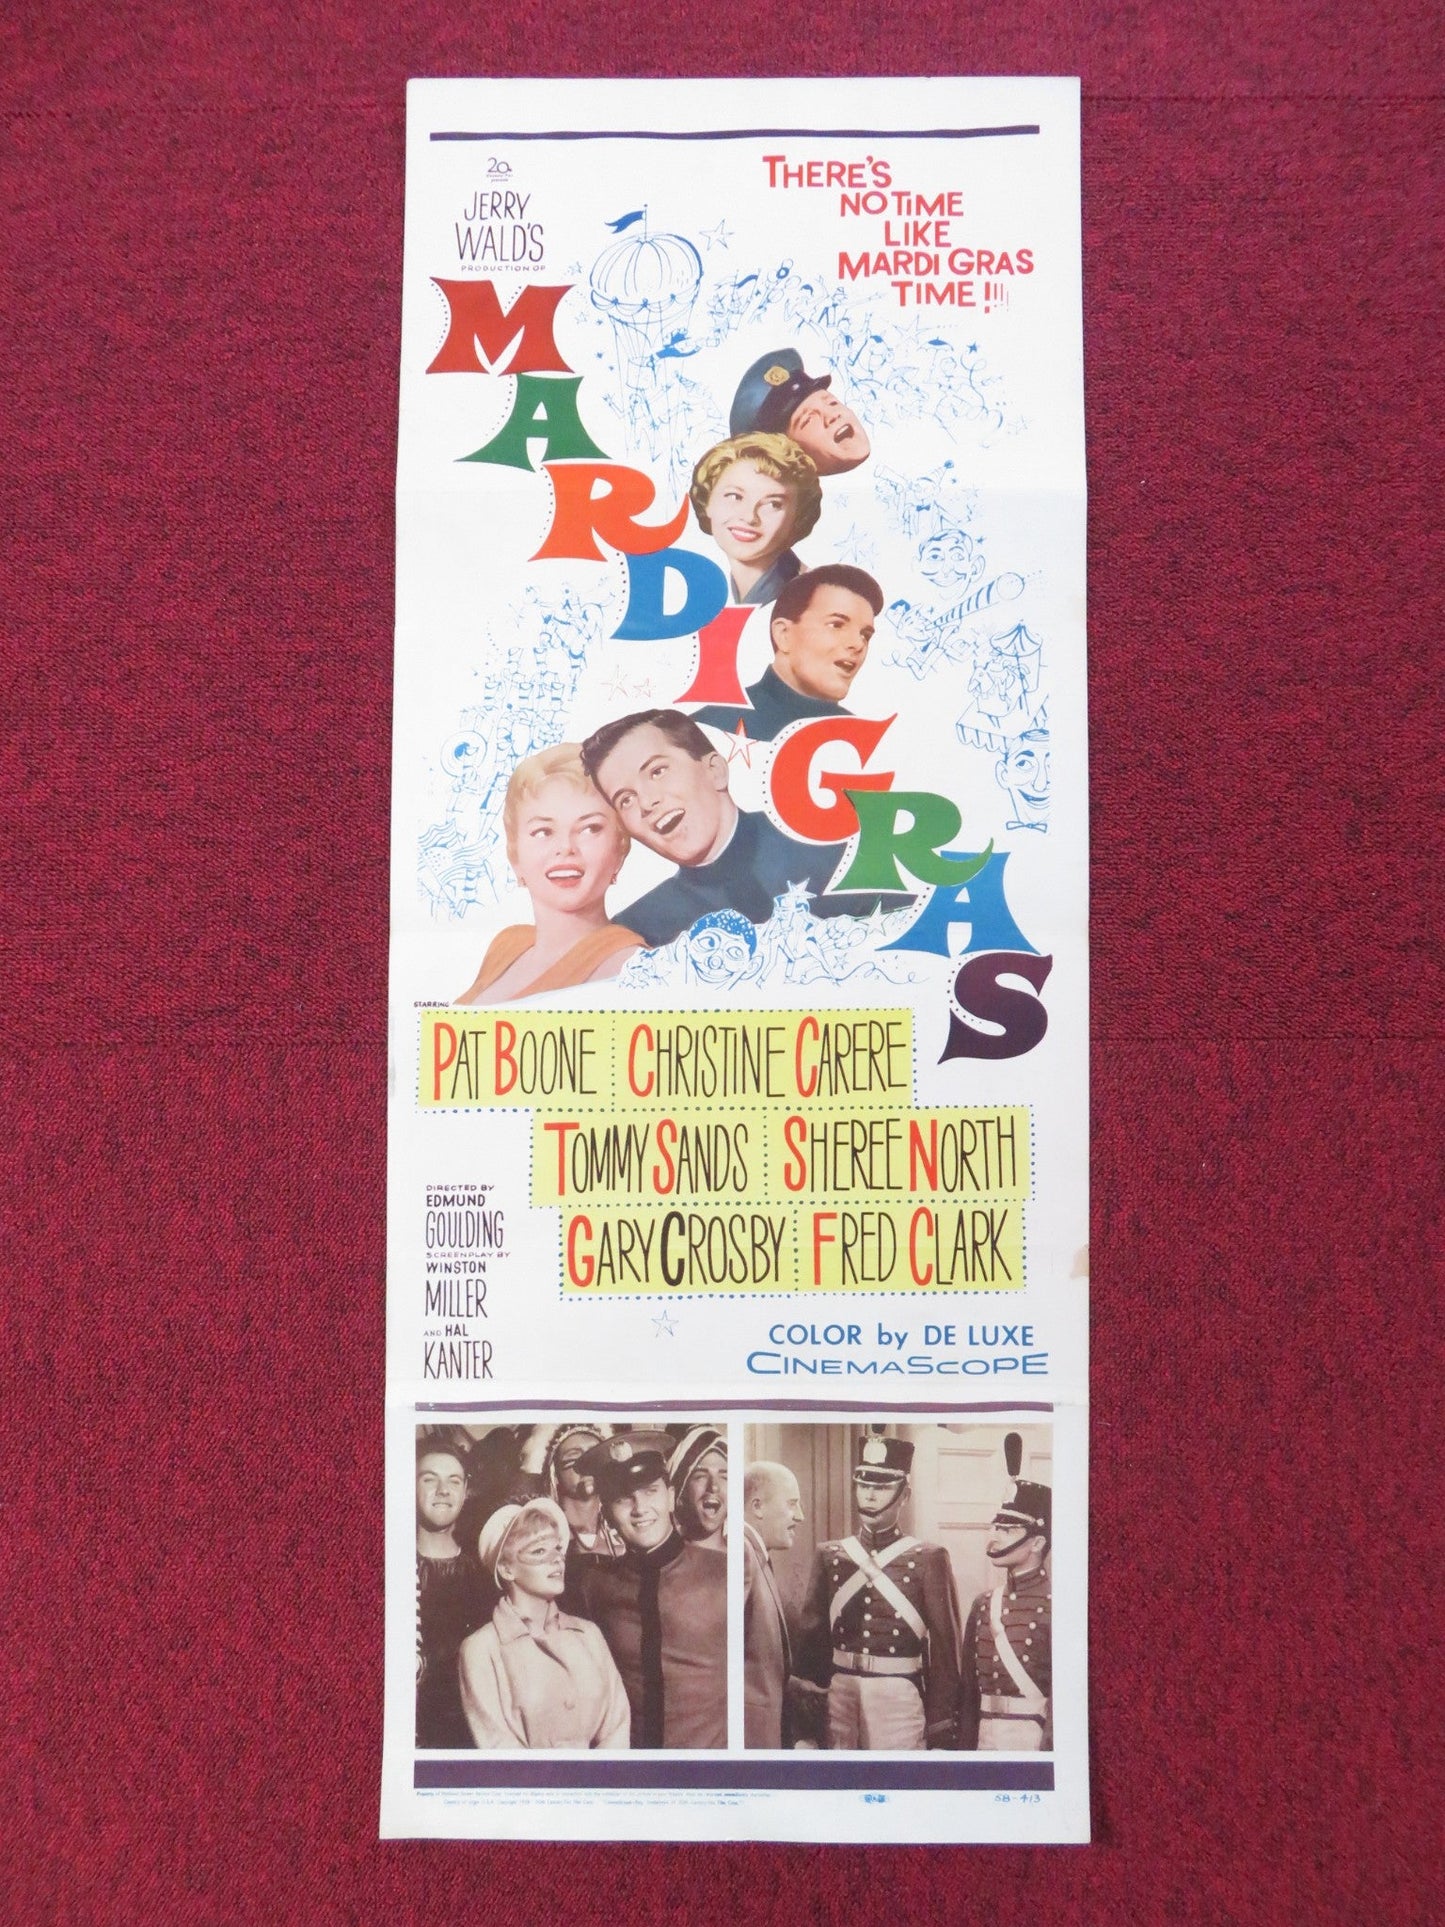 20th
JERRY
WALD'S
PRODUCTION OF
THERE'S
NO TIME
LIKE
MARDI GRAS
TIME!!!!
MARDI GRAS
STARRING
PAT BOONE CHRISTINE CARERE
TOMMY SANDS SHEREE NORTH
GARY CROSBY FRED CLARK
DIRECTED BY
EDMUND
GOULDING
SCREENPLAY BY
WINSTON
MILLER
AND HAL
KANTER
COLOR by DE LUXE
CINEMASCOPE
58-413